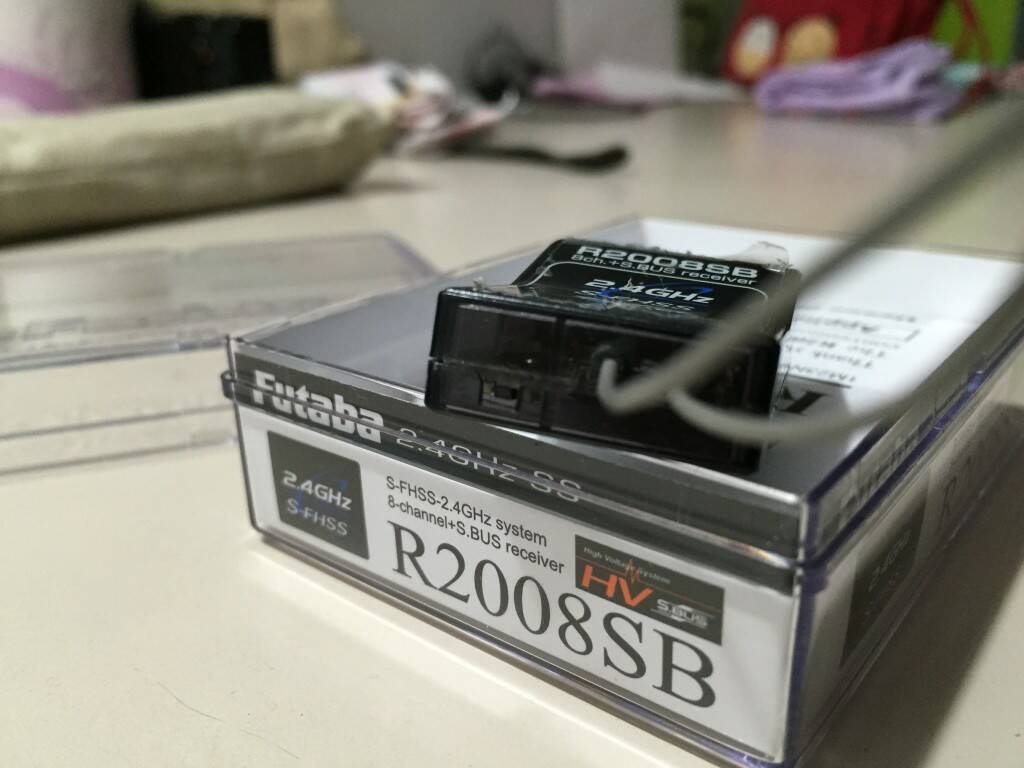 R2008SB
8ch.+S.BUS receiver
2.4GHz
S-FHSS
Futaba
2.4GHz SS
2.4GHz
S-FHSS
S-FHSS-2.4GHz system
8-channel+S.BUS receiver
R2008SB
High Voltage System
HV
S.BUS